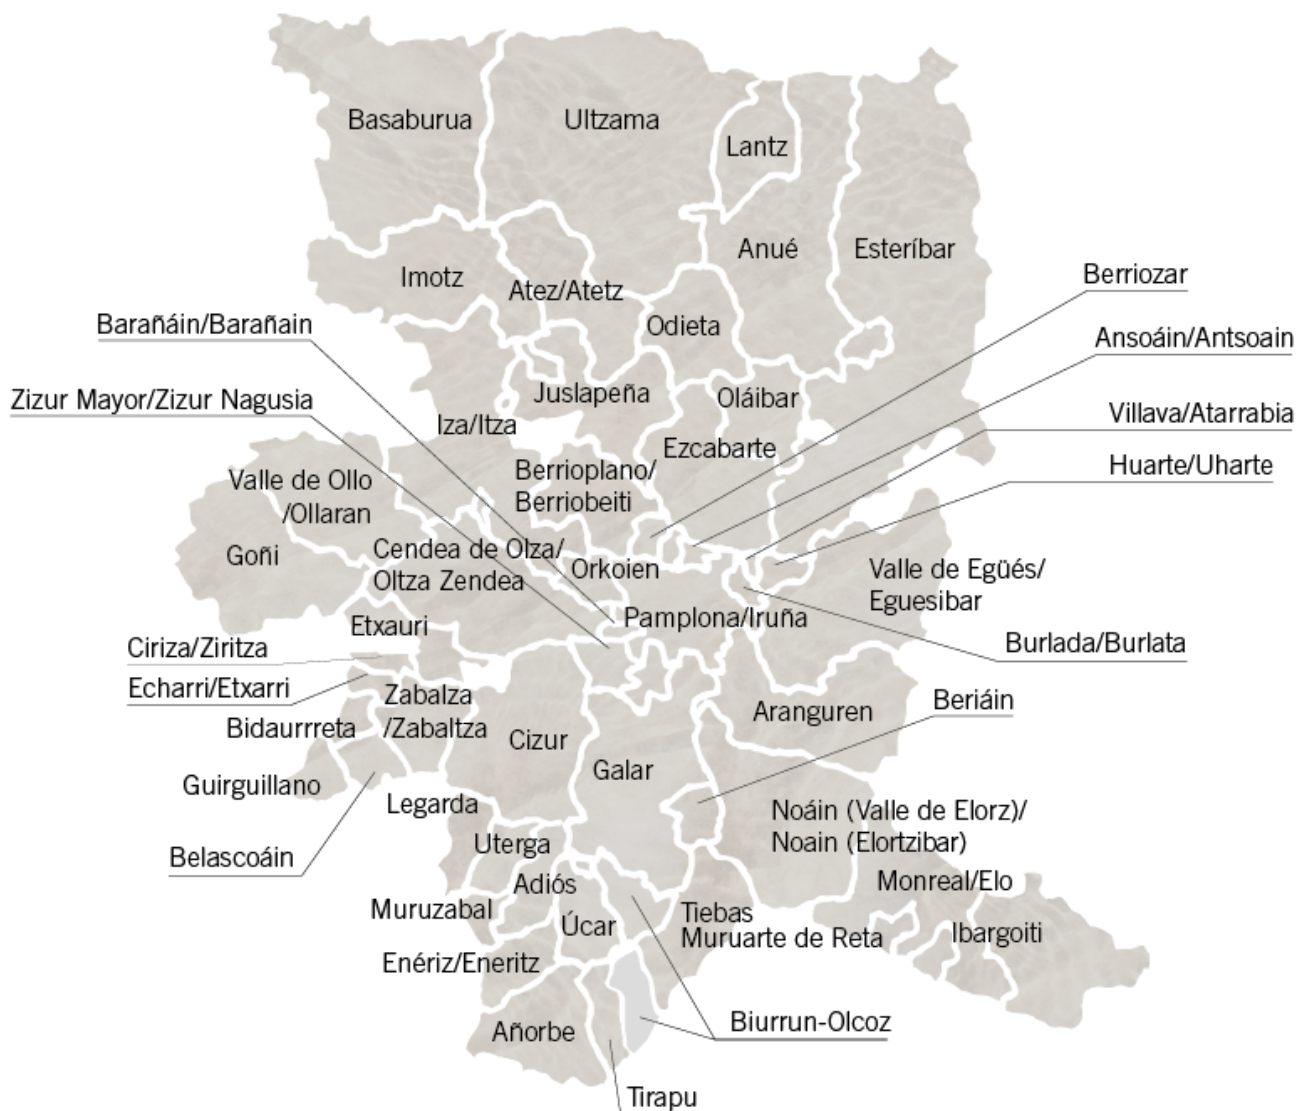 Basaburua
Ultzama
Lantz
Anué
Esteríbar
Imotz
Atez/Atetz
Berriozar
Barañáin/Barañain
Odieta
Ansoáin/Antsoain
Zizur Mayor/Zizur Nagusia
Juslapeña
Oláibar
Villava/Atarrabia
Iza/Itza
Ezcabarte
Huarte/Uharte
Valle de Ollo
/Ollaran
Berrioplano/
Berriobeiti
Goñi
Cendea de Olza/
Oltza Zendea
Orkoien
Valle de Egüés/
Eguesibar
Etxauri
Pamplona/Iruña
Ciriza/Ziritza
Burlada/Burlata
Echarri/Etxarri
Zabalza
/Zabaltza
Beriáin
Bidaurrreta
Cizur
Aranguren
Guirguillano
Galar
Legarda
Noáin (Valle de Elorz)/
Noain (Elortzibar)
Uterga
Belascoáin
Adiós
Monreal/Elo
Muruzabal
Úcar
Tiebas
Muruarte de Reta
Ibargoiti
Enériz/Eneritz
Añorbe
Biurrun-Olcoz
Tirapu